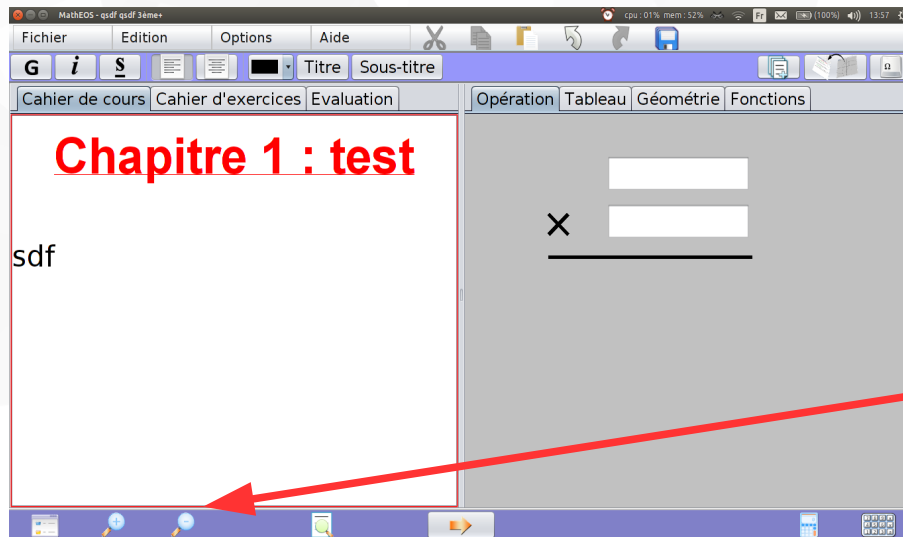 MathEOS - qsdf qsdf 3ème+
cpu : 01% mem : 52% Fr (100%) 13:57
Fichier Edition Options Aide
G i S Titre Sous-titre Ω
Cahier de cours Cahier d'exercices Evaluation
Opération Tableau Géométrie Fonctions
Chapitre 1 : test
sdf
×